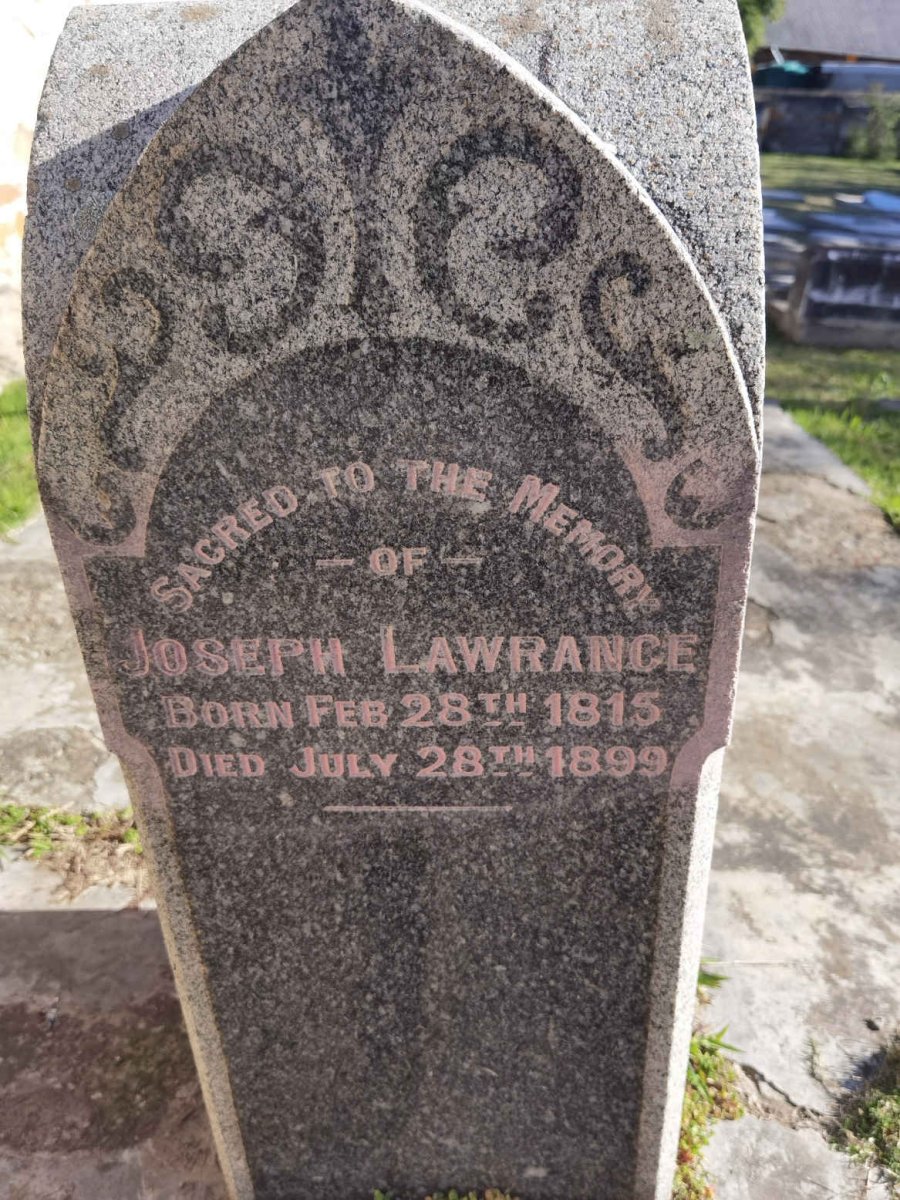 SACRED TO THE MEMORY
— OF —
JOSEPH LAWRANCE
BORN FEB 28TH 1815
DIED JULY 28TH 1899